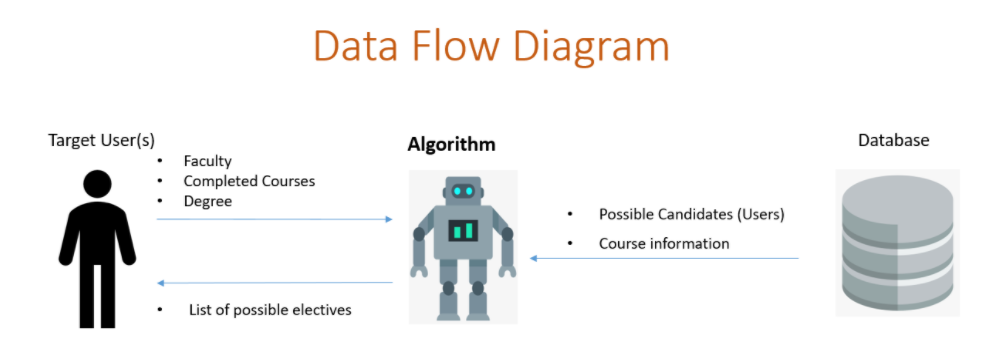 Data Flow Diagram
Target User(s)
• Faculty
• Completed Courses
• Degree
• List of possible electives
Algorithm
• Possible Candidates (Users)
• Course information
Database